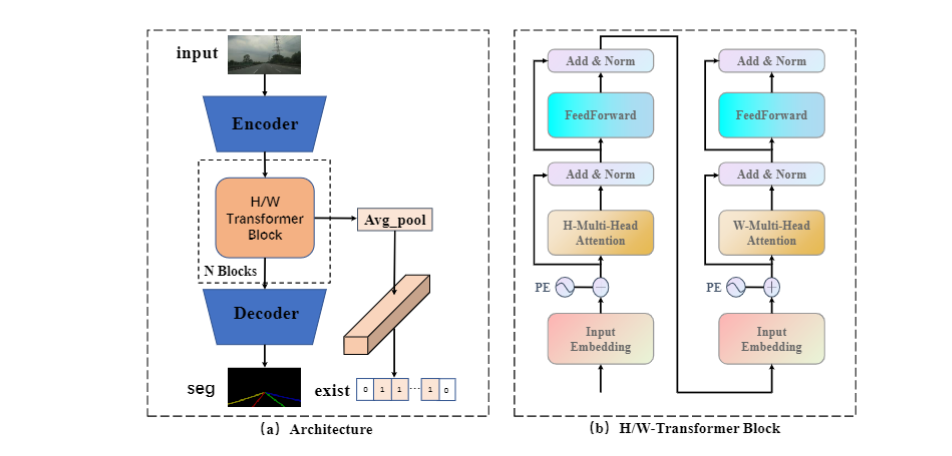 input
Encoder
H/W
Transformer
Block
N Blocks
Avg_pool
Decoder
seg
exist
0 1 1 ... 1 0
(a) Architecture
Add & Norm
FeedForward
Add & Norm
H-Multi-Head
Attention
PE
Input
Embedding
Add & Norm
FeedForward
Add & Norm
W-Multi-Head
Attention
PE
Input
Embedding
(b) H/W-Transformer Block